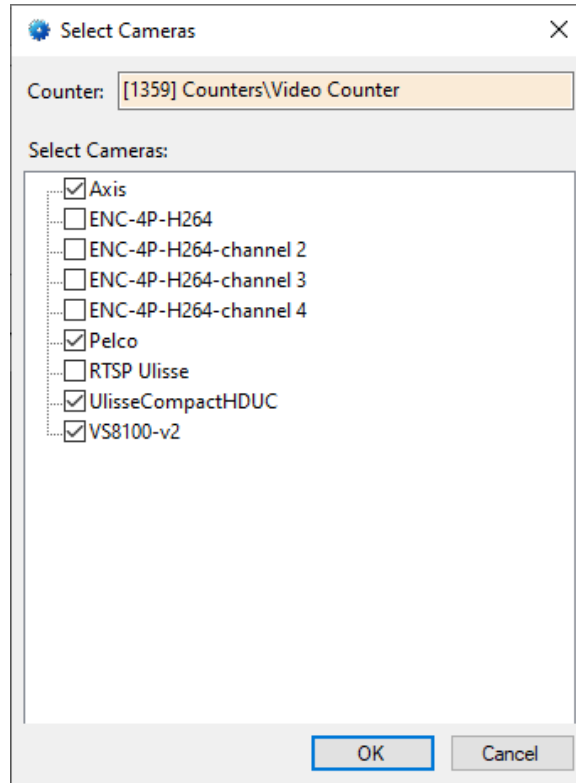 Select Cameras
Counter: [1359] Counters\Video Counter
Select Cameras:
Axis
ENC-4P-H264
ENC-4P-H264-channel 2
ENC-4P-H264-channel 3
ENC-4P-H264-channel 4
Pelco
RTSP Ulisse
UlisseCompactHDUC
VS8100-v2
OK Cancel